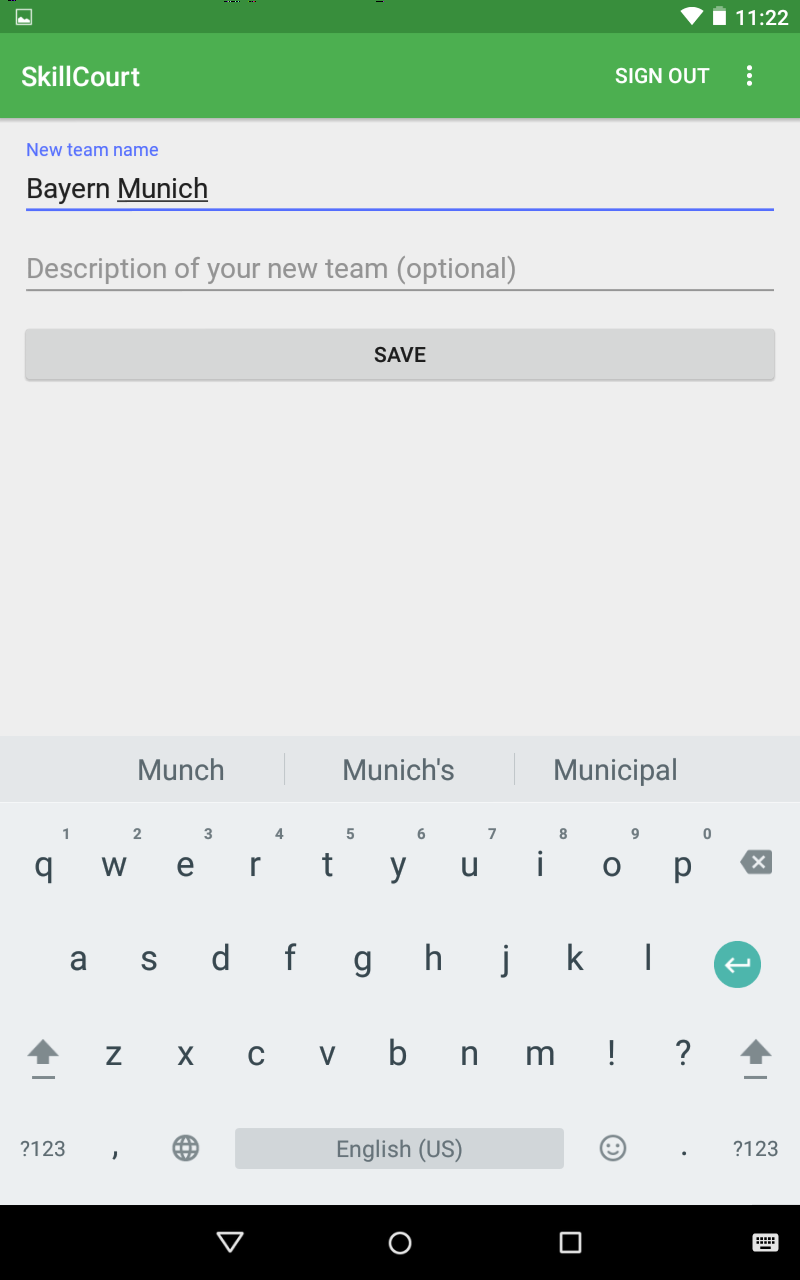 11:22
SkillCourt SIGN OUT
New team name
Bayern Munich
Description of your new team (optional)
SAVE
Munch Munich's Municipal
1 2 3 4 5 6 7 8 9 0
q w e r t y u i o p
a s d f g h j k l
z x c v b n m ! ?
?123 , English (US) . ?123